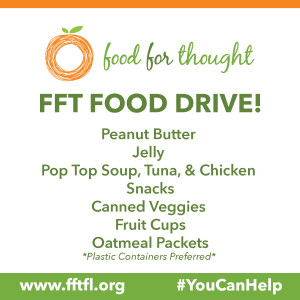 food for thought
FFT FOOD DRIVE!
Peanut Butter
Jelly
Pop Top Soup, Tuna, & Chicken
Snacks
Canned Veggies
Fruit Cups
Oatmeal Packets
*Plastic Containers Preferred*
www.fftfl.org #YouCanHelp